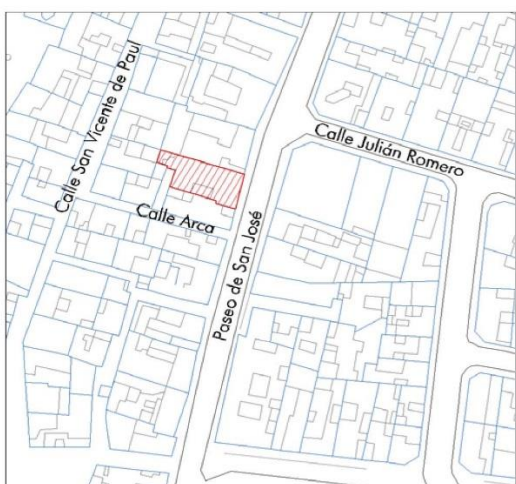 Calle San Vicente de Paul
Calle Julián Romero
Calle Arca
Paseo de San José